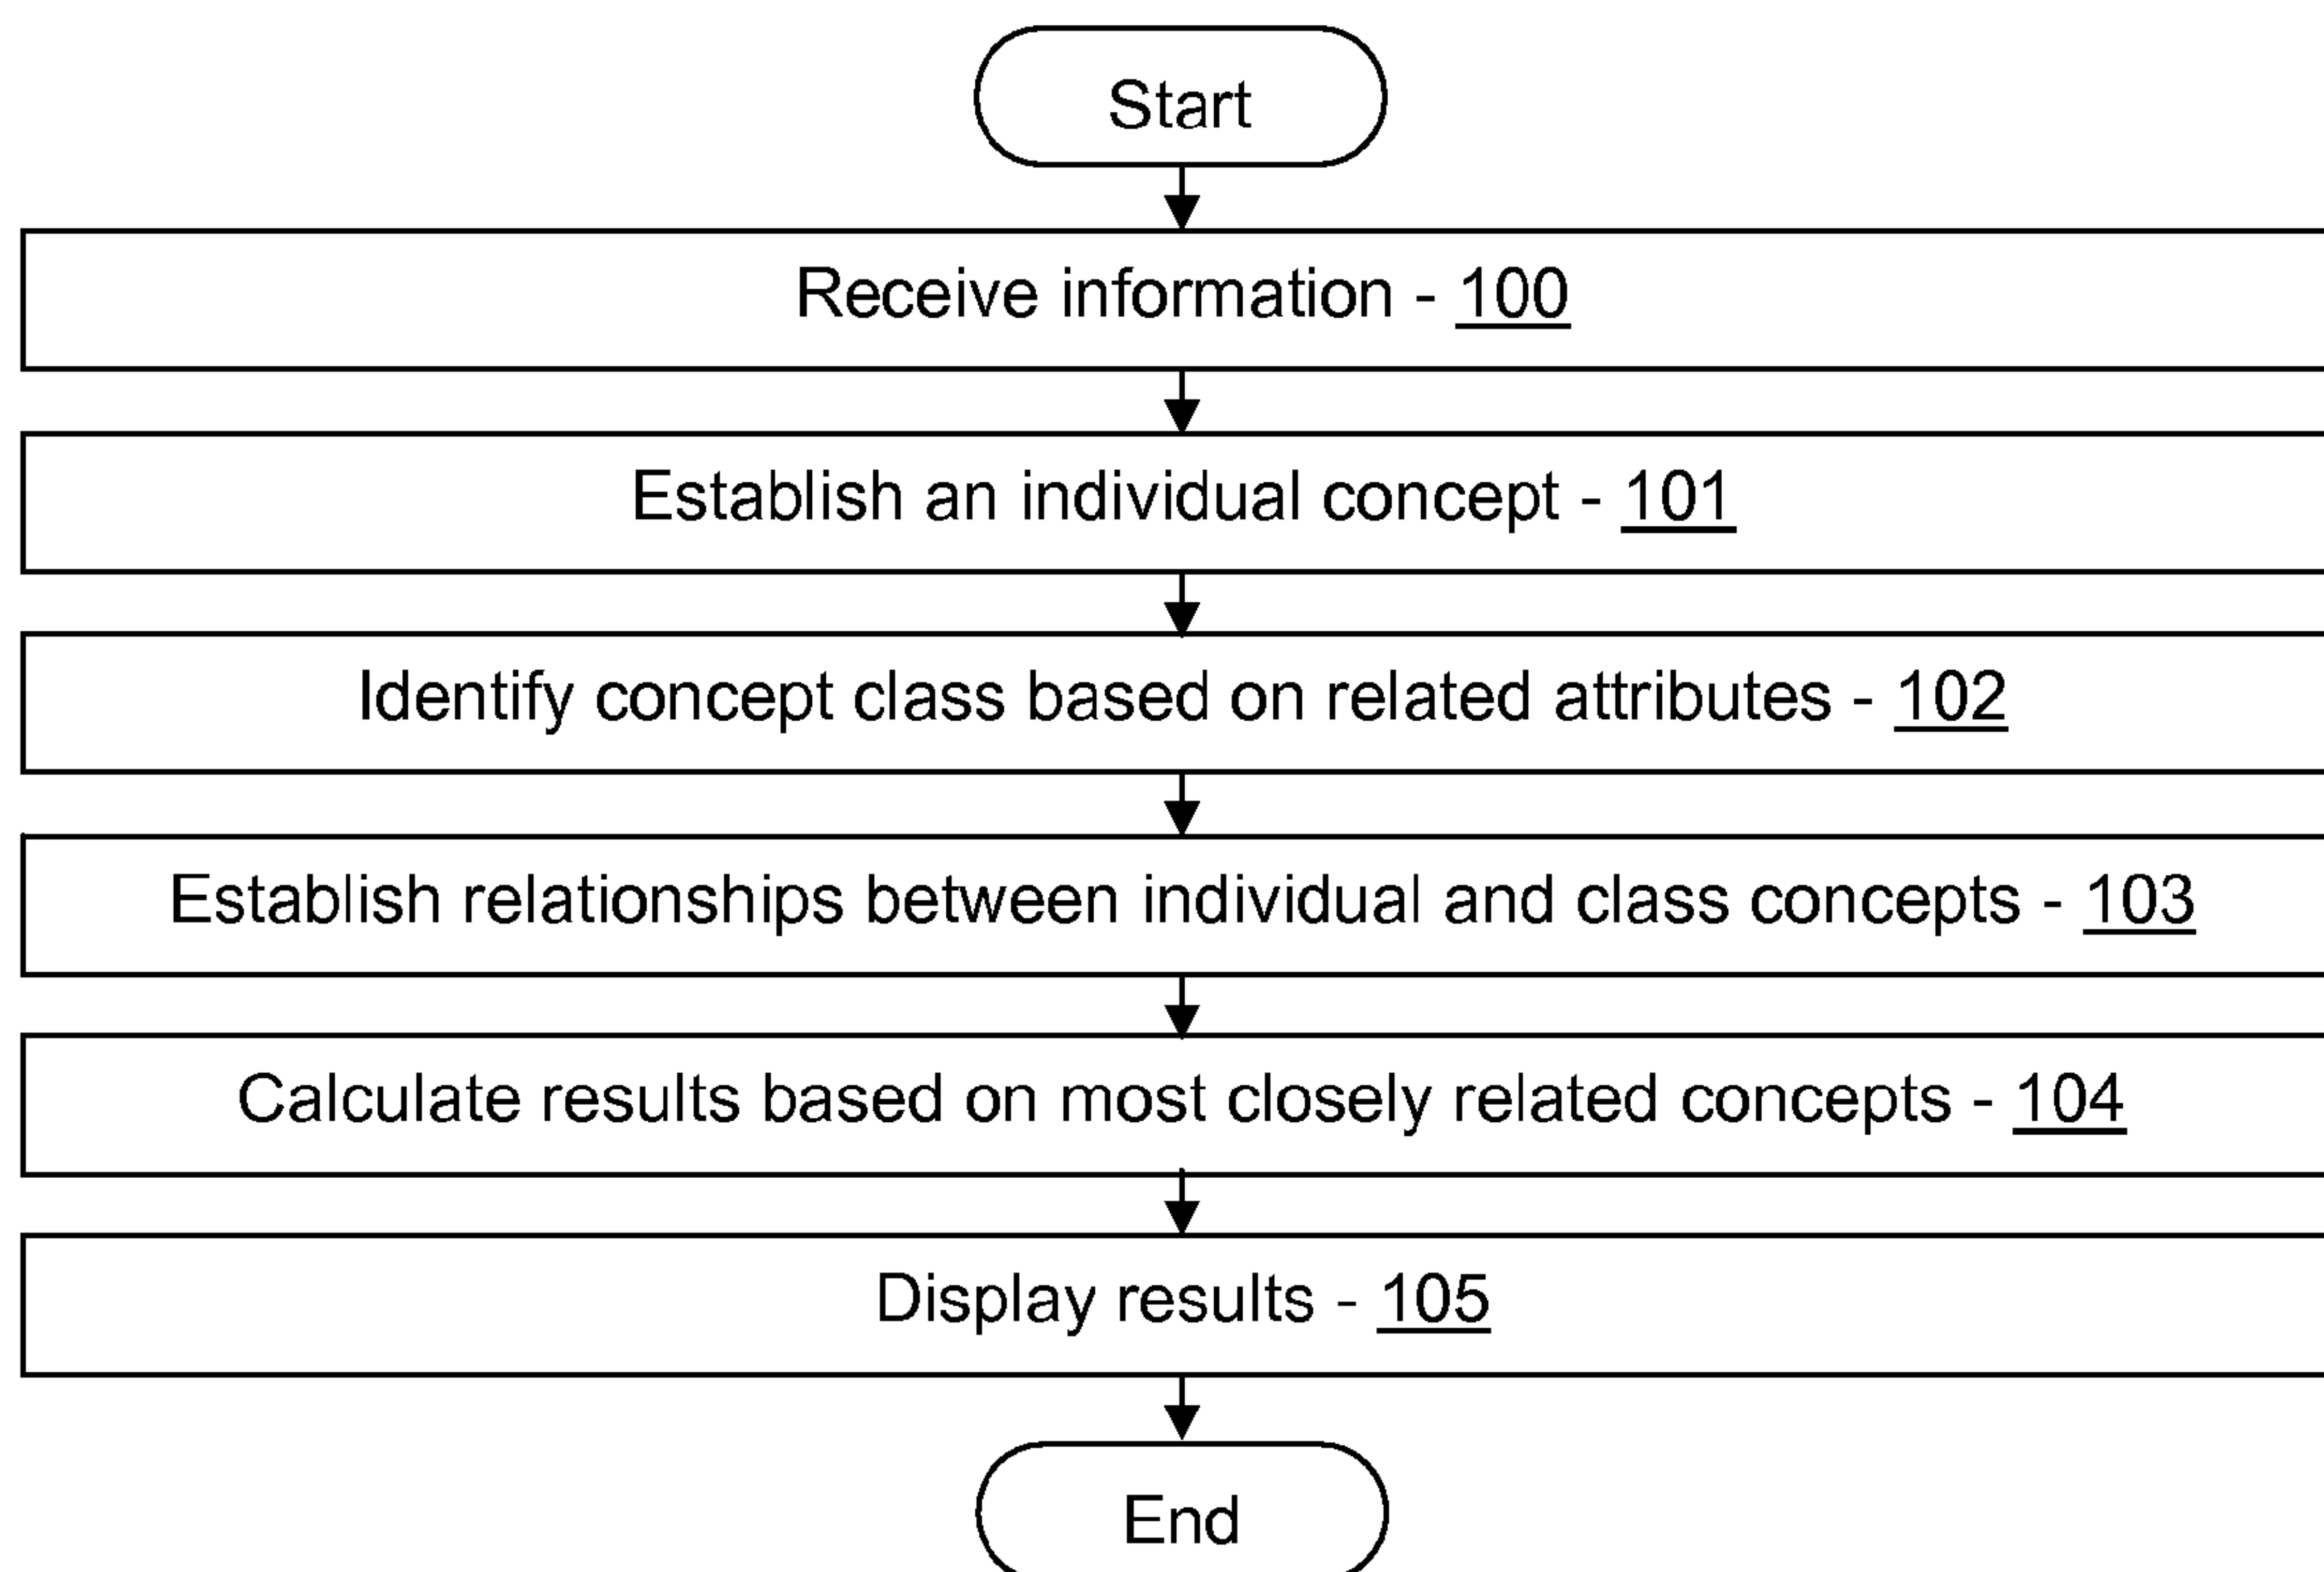 Start
Receive information - 100
Establish an individual concept - 101
Identify concept class based on related attributes - 102
Establish relationships between individual and class concepts - 103
Calculate results based on most closely related concepts - 104
Display results - 105
End